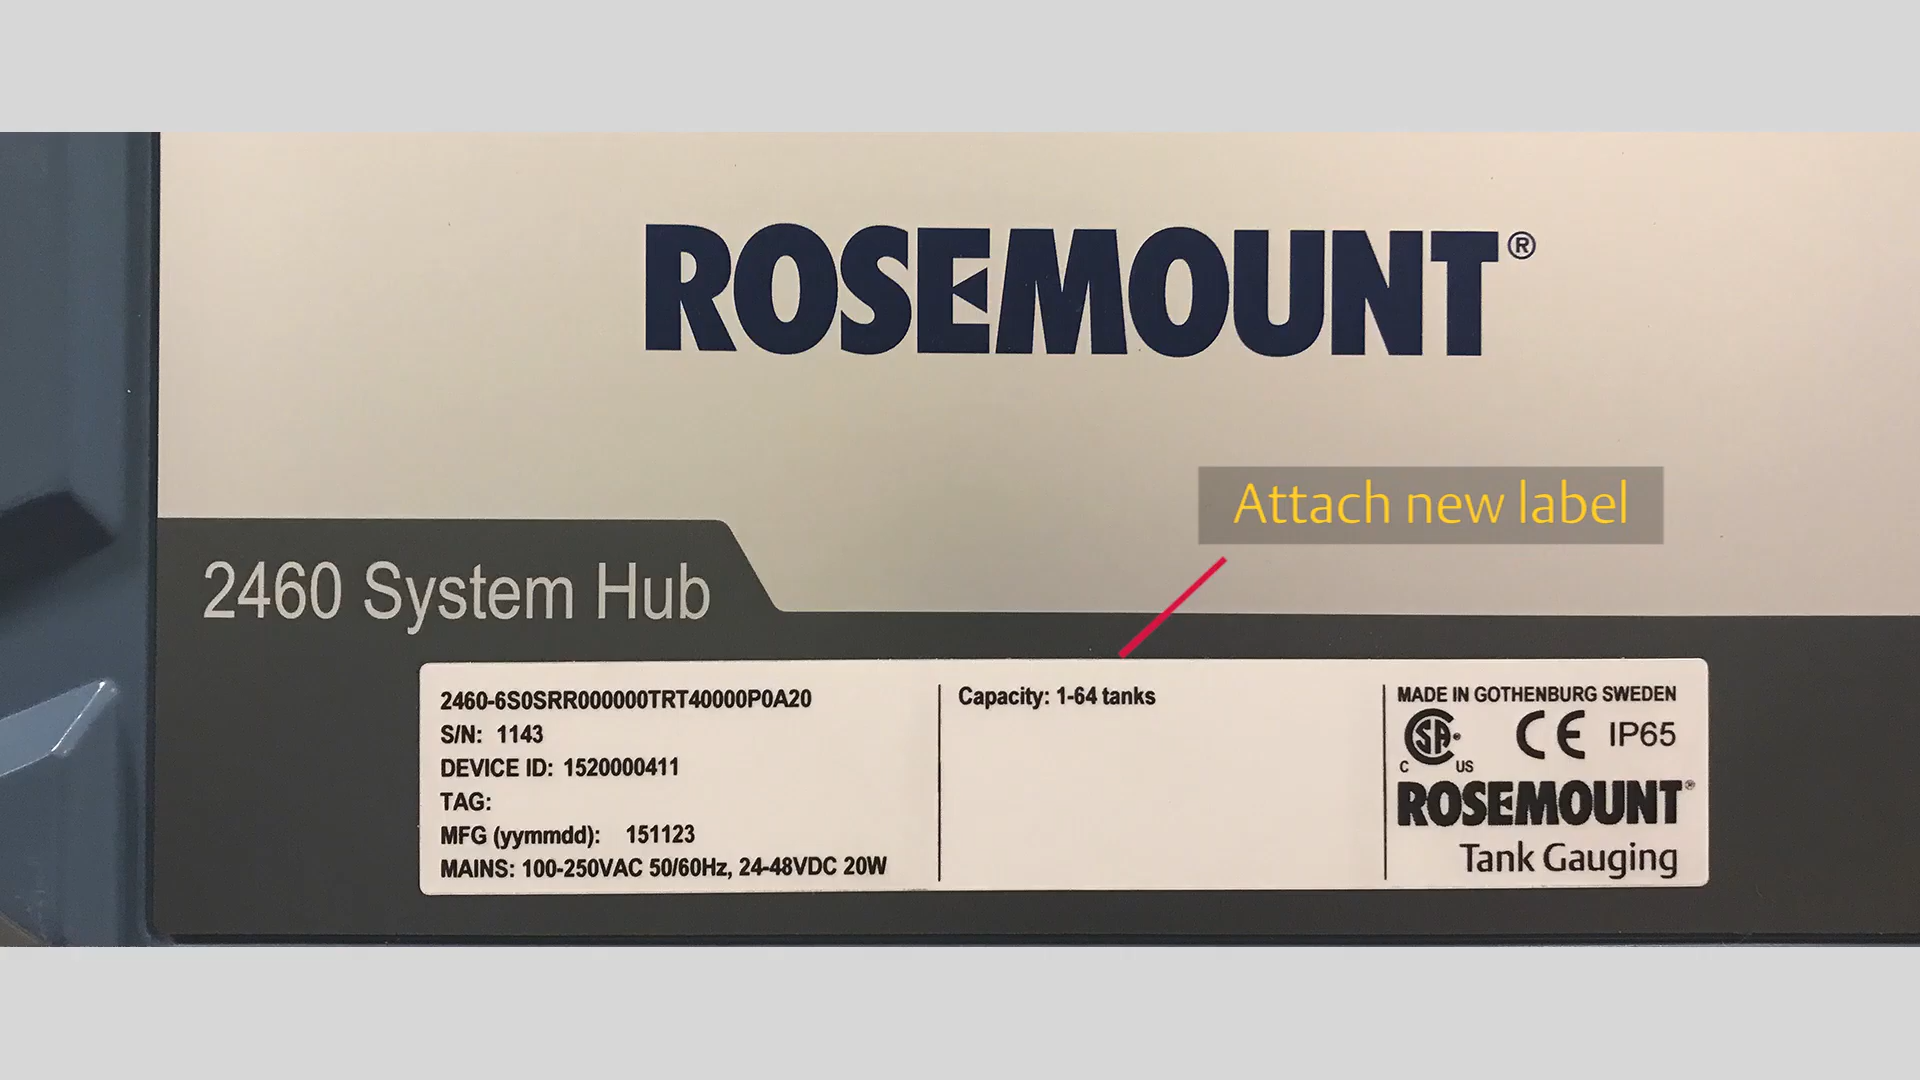 ROSEMOUNT®
Attach new label
2460 System Hub
2460-6S0SRR000000TRT40000P0A20
S/N: 1143
DEVICE ID: 1520000411
TAG:
MFG (yymmdd): 151123
MAINS: 100-250VAC 50/60Hz, 24-48VDC 20W
Capacity: 1-64 tanks
MADE IN GOTHENBURG SWEDEN
SA
C US
CE IP65
ROSEMOUNT®
Tank Gauging